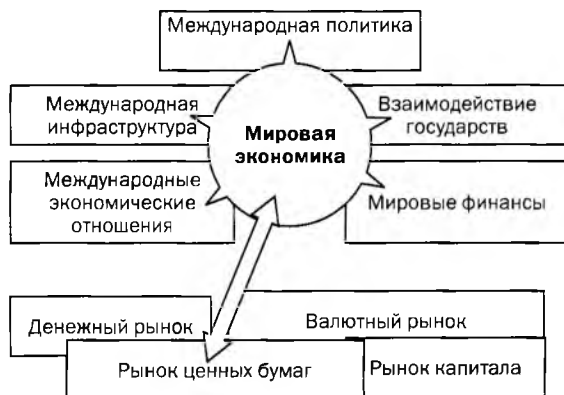 Международная политика
Международная
инфраструктура
Мировая
экономика
Взаимодействие
государств
Международные
экономические
отношения
Мировые финансы
Денежный рынок
Валютный рынок
Рынок ценных бумаг
Рынок капитала